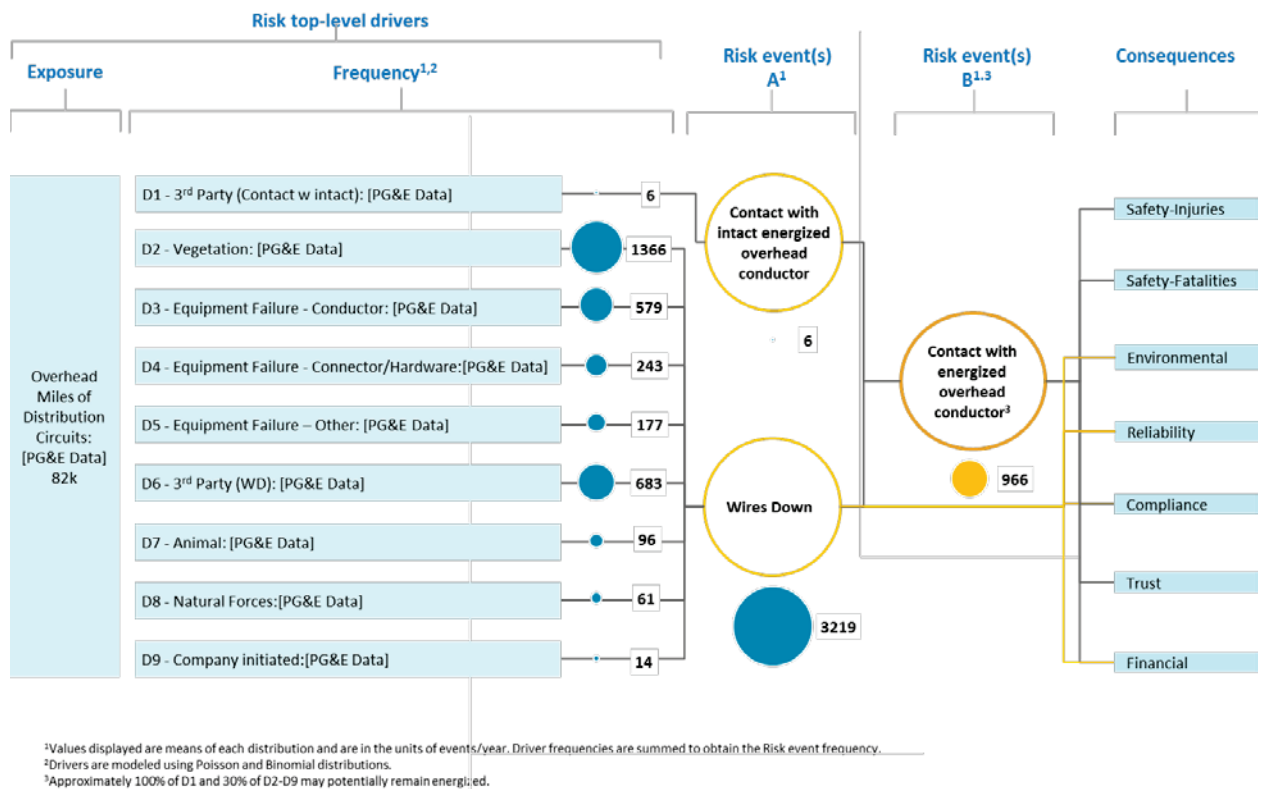 Risk top-level drivers
Exposure
Frequency1,2
Risk event(s)
A1
Risk event(s)
B1.3
Consequences
Overhead
Miles of
Distribution
Circuits:
[PG&E Data]
82k
D1 - 3rd Party (Contact w intact): [PG&E Data]
6
D2 - Vegetation: [PG&E Data]
1366
D3 - Equipment Failure - Conductor: [PG&E Data]
579
D4 - Equipment Failure - Connector/Hardware:[PG&E Data]
243
D5 - Equipment Failure – Other: [PG&E Data]
177
D6 - 3rd Party (WD): [PG&E Data]
683
D7 - Animal: [PG&E Data]
96
D8 - Natural Forces:[PG&E Data]
61
D9 - Company initiated:[PG&E Data]
14
Contact with
intact energized
overhead
conductor
6
Wires Down
3219
Contact with
energized
overhead
conductor3
966
Safety-Injuries
Safety-Fatalities
Environmental
Reliability
Compliance
Trust
Financial
1Values displayed are means of each distribution and are in the units of events/year. Driver frequencies are summed to obtain the Risk event frequency.
2Drivers are modeled using Poisson and Binomial distributions.
3Approximately 100% of D1 and 30% of D2-D9 may potentially remain energized.